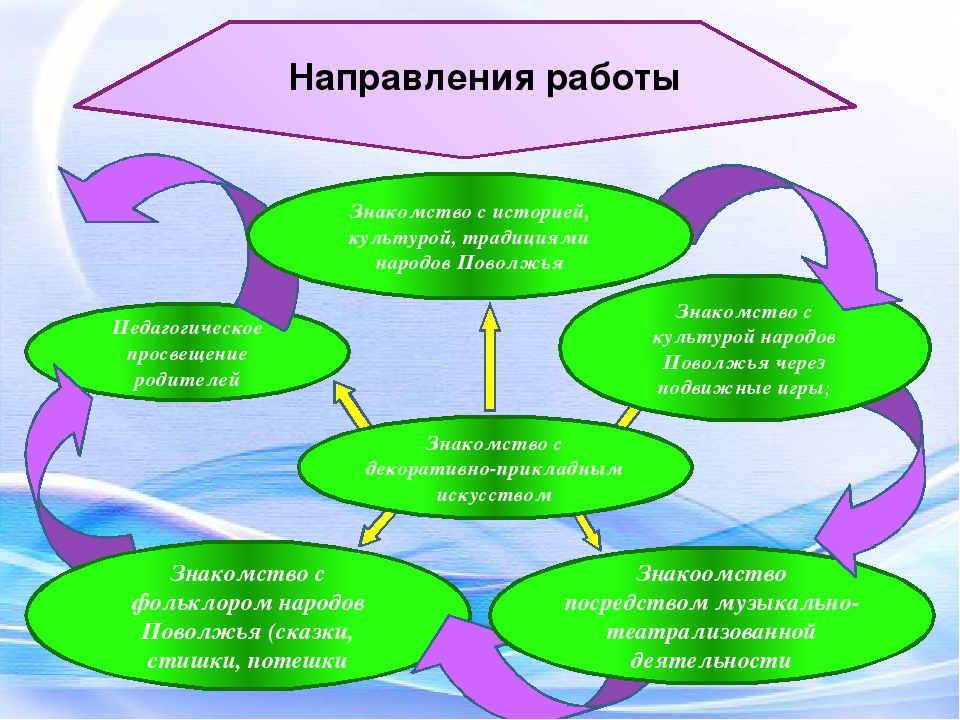 Направления работы
Знакомство с историей,
культурой, традициями
народов Поволжья
Педагогическое
просвещение
родителей
Знакомство с
культурой народов
Поволжья через
подвижные игры;
Знакомство с
декоративно-прикладным
искусством
Знакомство с
фольклором народов
Поволжья (сказки,
стишки, потешки
Знакоомство
посредством музыкально-
театрализованной
деятельности